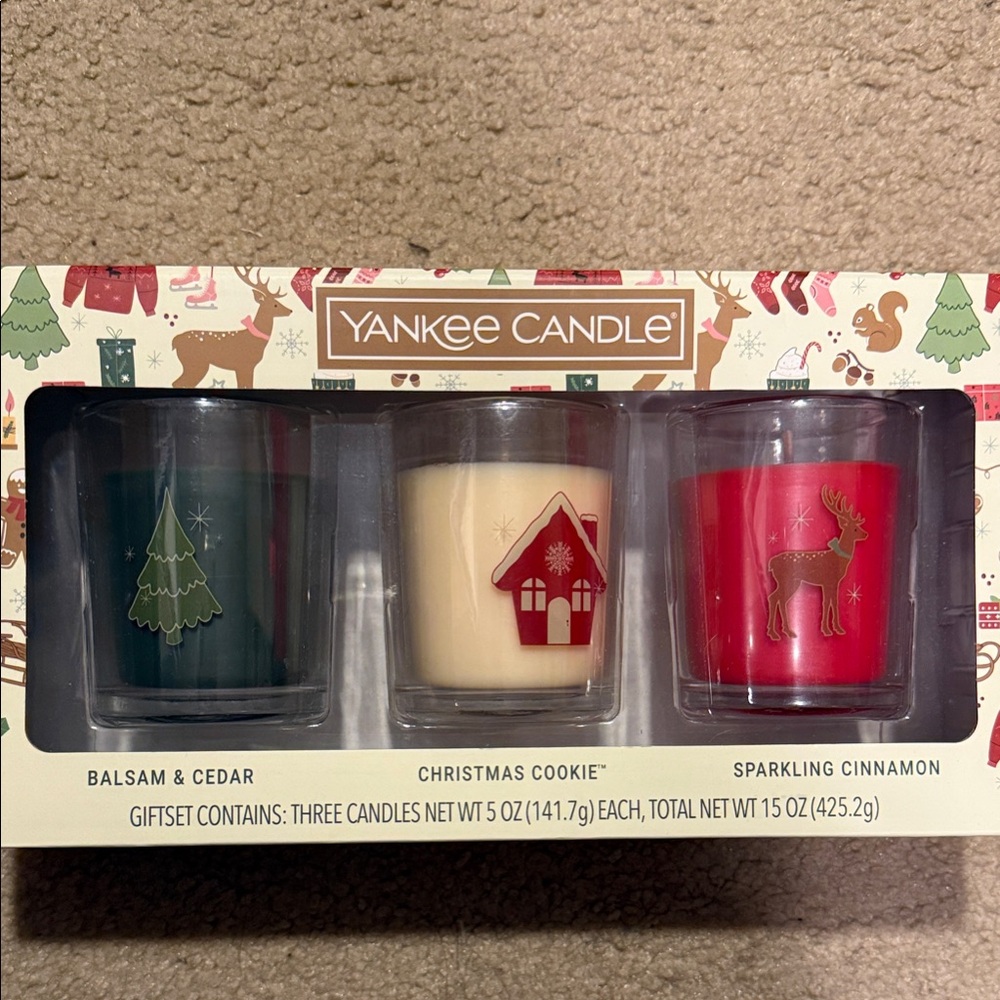 YANKEE CANDLE®
BALSAM & CEDAR
CHRISTMAS COOKIE™
SPARKLING CINNAMON
GIFTSET CONTAINS: THREE CANDLES NET WT 5 OZ (141.7g) EACH, TOTAL NET WT 15 OZ (425.2g)